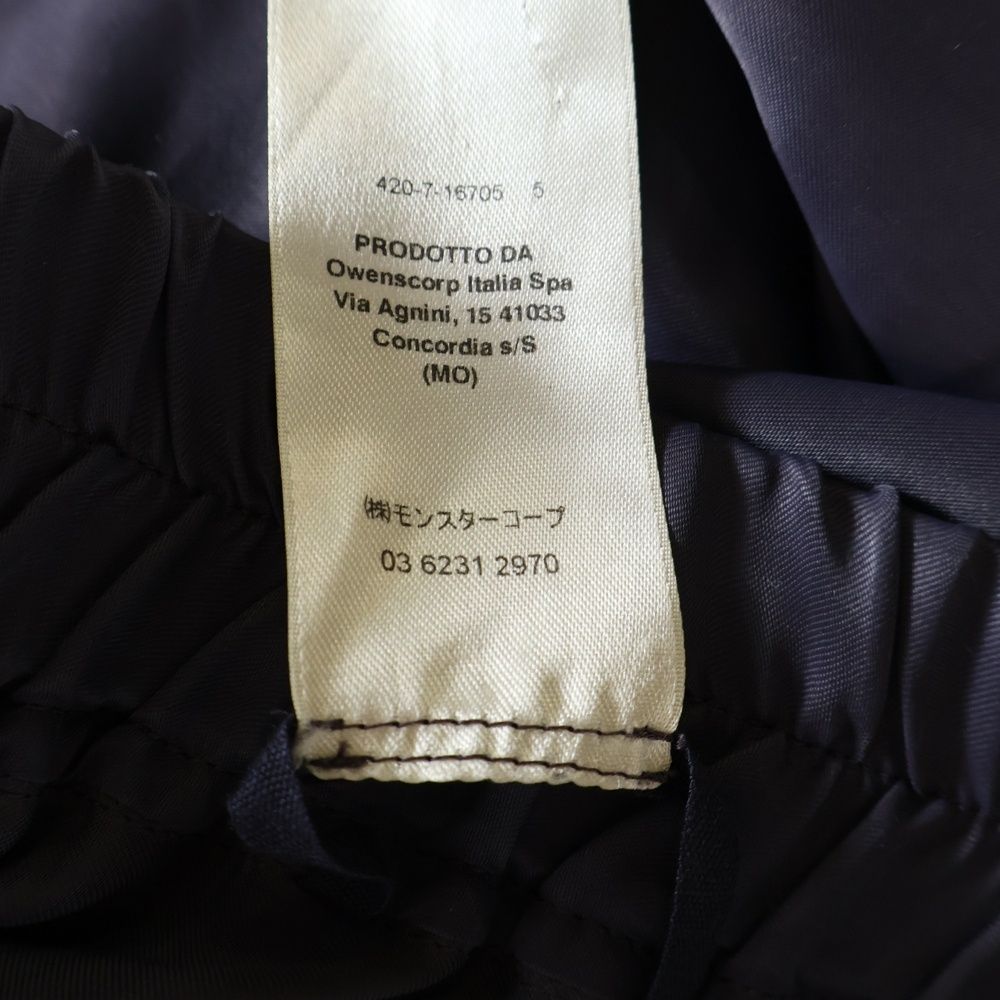 420-7-16705 5
PRODOTTO DA
Owenscorp Italia Spa
Via Agnini, 15 41033
Concordia s/S
(MO)
(株)モンスターコープ
03 6231 2970